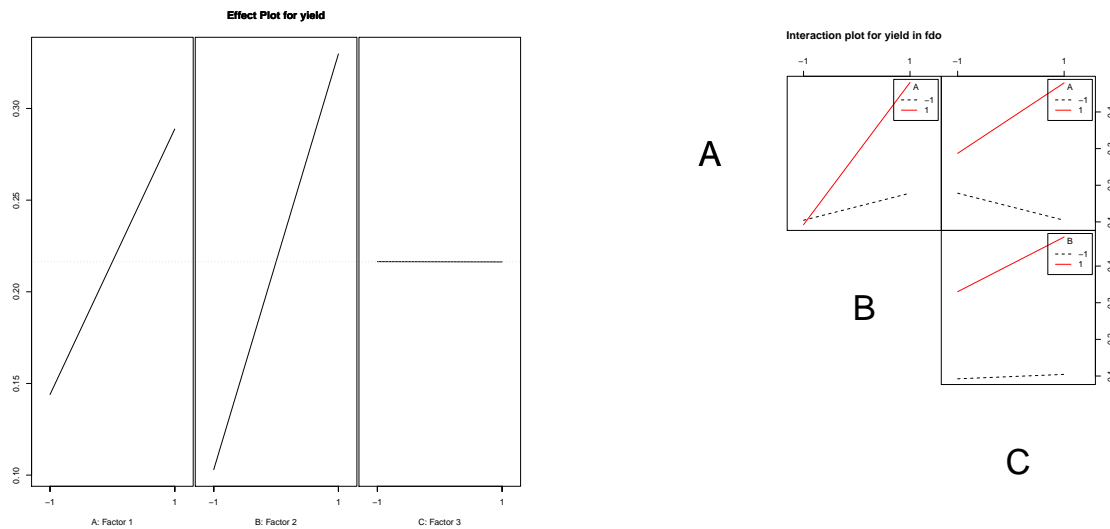 Effect Plot for yield
0.30
0.25
0.20
0.15
0.10
−1 1
−1 1
−1 1
A: Factor 1
B: Factor 2
C: Factor 3
Interaction plot for yield in fdo
−1 1 −1 1
A
−1
1
A
−1
1
A
B
−1
1
B
C